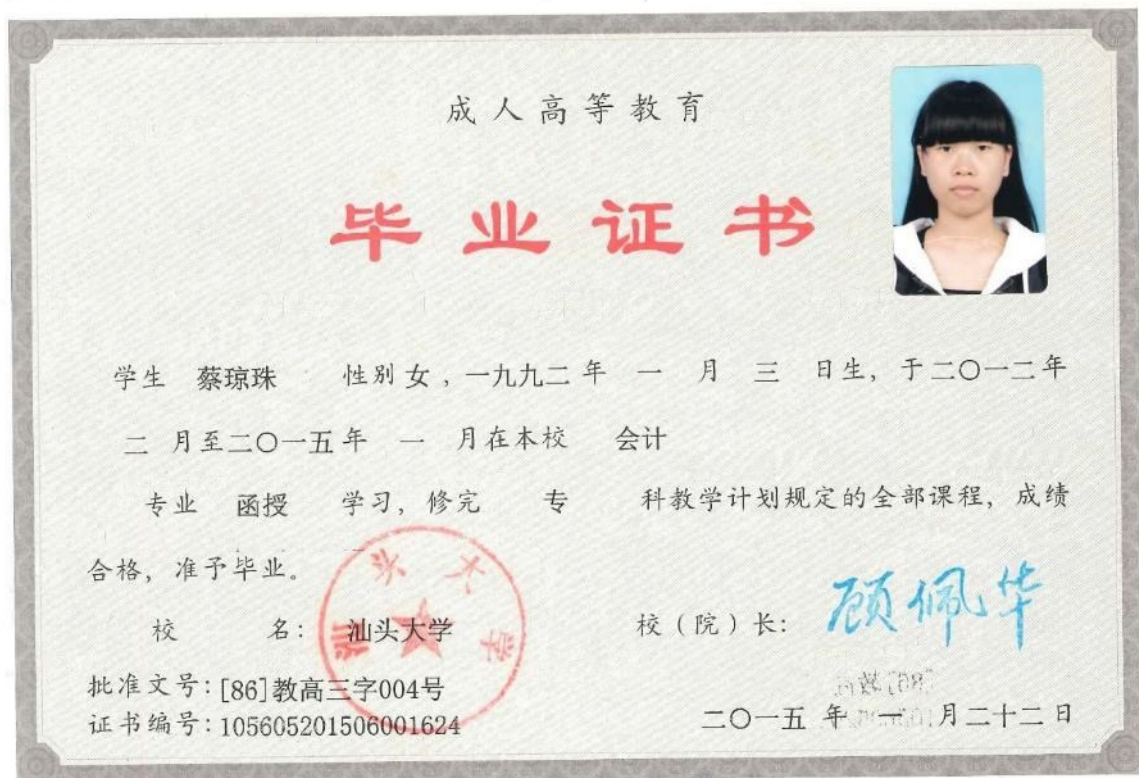 成人高等教育
毕业证书
学生 蔡琼珠 性别 女，一九九二 年 一 月 三 日生，于二〇一二年
二 月至二〇一五 年 一 月在本校 会计
专业 函授 学习，修完 专 科教学计划规定的全部课程，成绩
合格，准予毕业。
校 名： 汕头大学 校（院）长： 顾佩华
汕头大学
批准文号：[86]教高三字004号
证书编号：105605201506001624 二〇一五 年 一 月二十二日